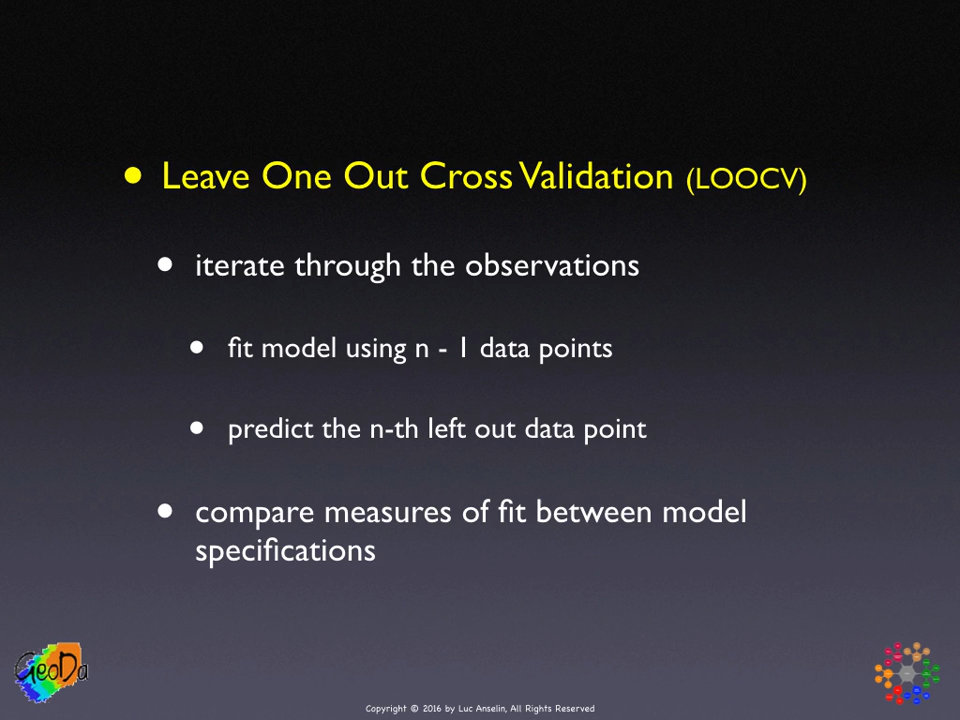 • Leave One Out Cross Validation (LOOCV)
• iterate through the observations
• fit model using n - 1 data points
• predict the n-th left out data point
• compare measures of fit between model
specifications
GeoDa
Copyright © 2016 by Luc Anselin, All Rights Reserved